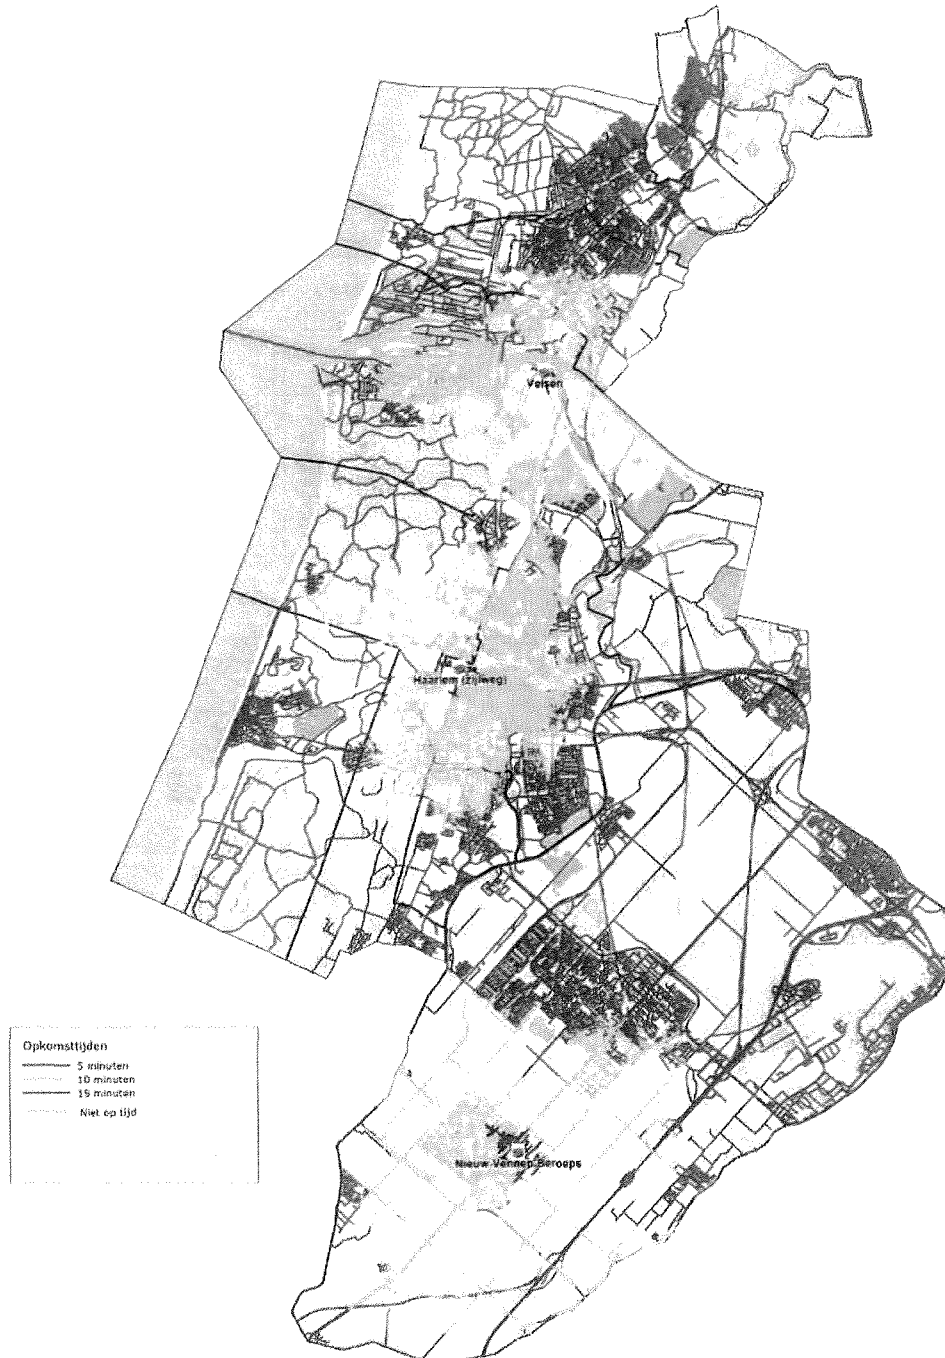 Velsen
Haarlem (Zijlweg)
Opkomsttijden
5 minuten
10 minuten
15 minuten
Niet op tijd
Nieuw-Vennep Beroeps